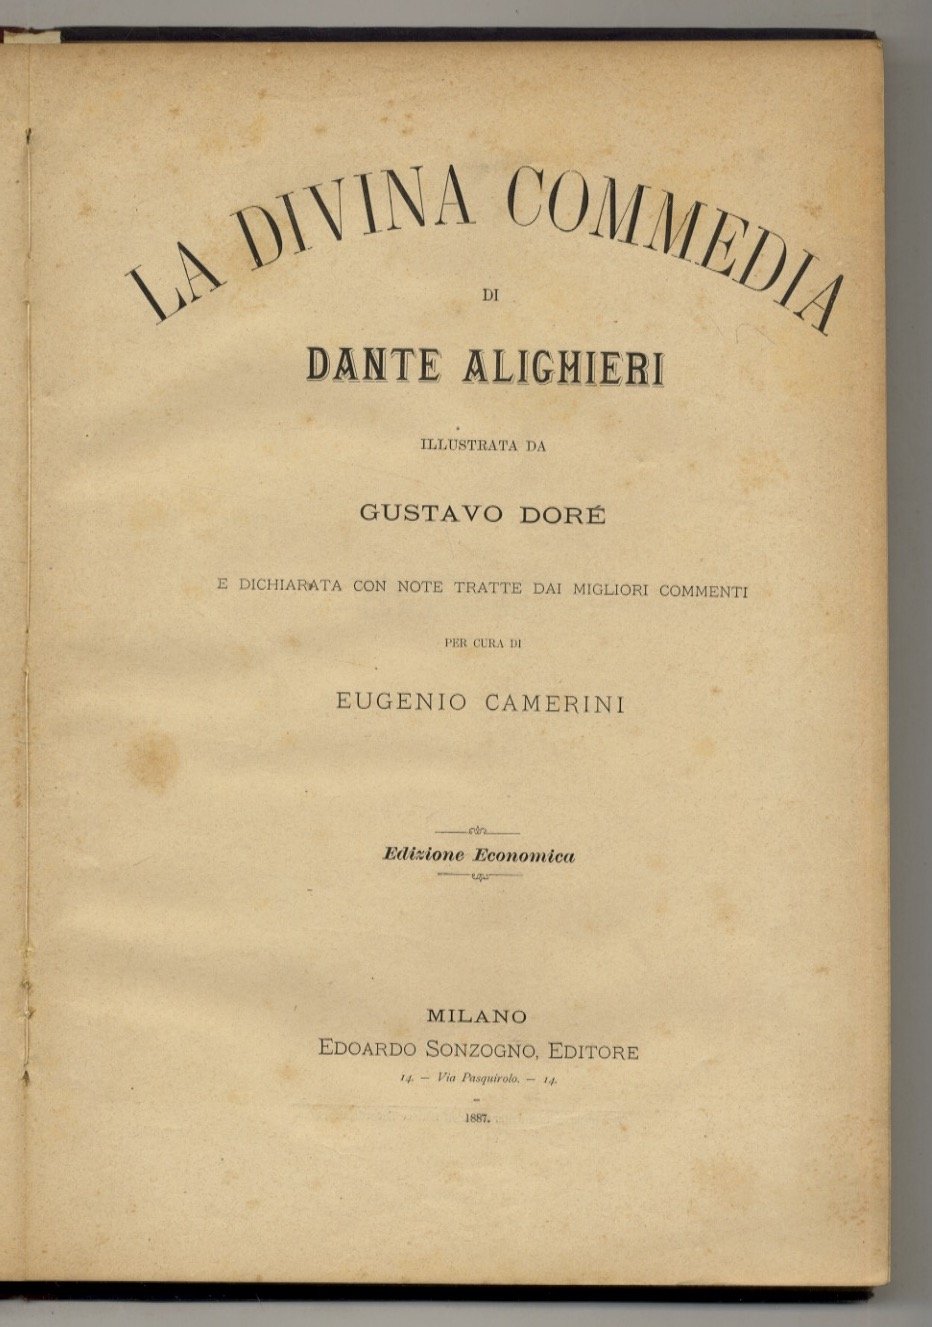 LA DIVINA COMMEDIA
DI
DANTE ALIGHIERI
ILLUSTRATA DA
GUSTAVO DORÉ
E DICHIARATA CON NOTE TRATTE DAI MIGLIORI COMMENTI
PER CURA DI
EUGENIO CAMERINI
Edizione Economica
MILANO
EDOARDO SONZOGNO, EDITORE
14. — Via Pasquirolo. — 14.
1887.